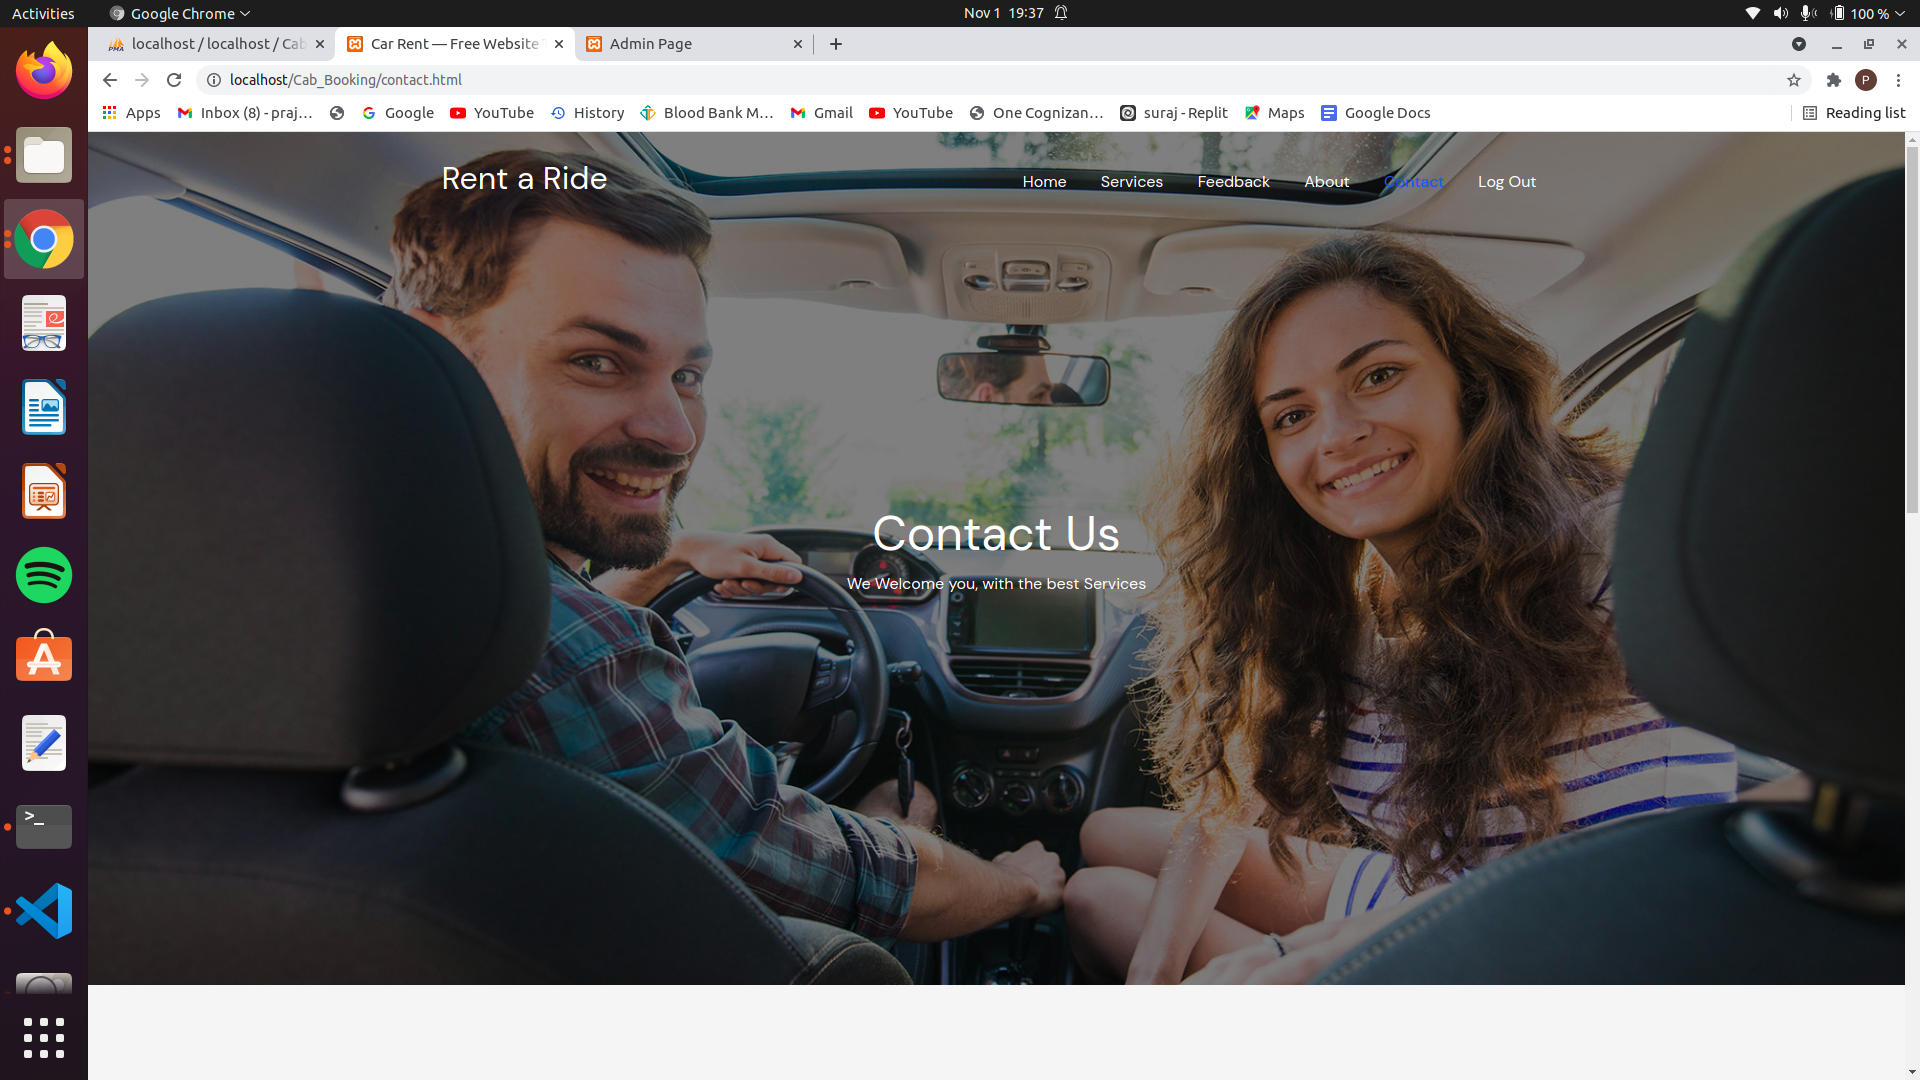 Activities
Google Chrome
Nov 1 19:37
100 %
localhost / localhost / Cab
Car Rent — Free Website
Admin Page
localhost/Cab_Booking/contact.html
P
Apps
Inbox (8) - praj...
Google
YouTube
History
Blood Bank M...
Gmail
YouTube
One Cognizan...
suraj - Replit
Maps
Google Docs
Reading list
Rent a Ride
Home
Services
Feedback
About
Contact
Log Out
Contact Us
We Welcome you, with the best Services